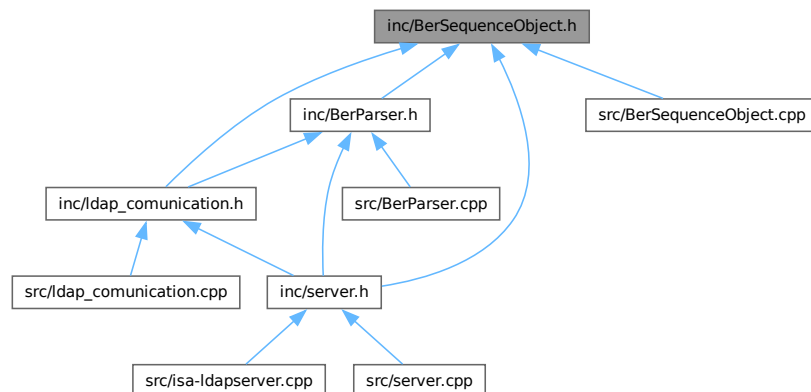 inc/BerSequenceObject.h
inc/BerParser.h
src/BerSequenceObject.cpp
inc/ldap_comunication.h
src/BerParser.cpp
src/ldap_comunication.cpp
inc/server.h
src/isa-ldapserver.cpp
src/server.cpp